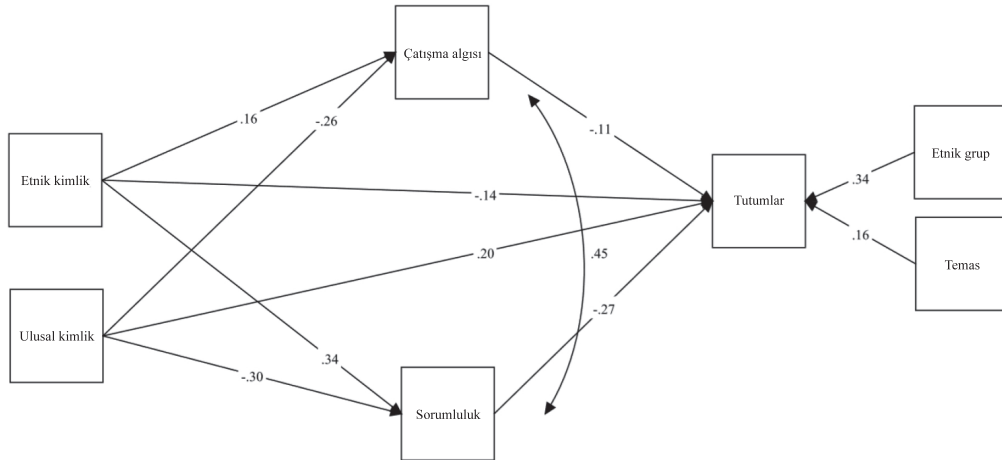 Çatışma algısı
.16
-.26
-.11
Etnik grup
Etnik kimlik
.34
-.14
Tutumlar
.16
.20
.45
Temas
-.27
Ulusal kimlik
.34
-.30
Sorumluluk